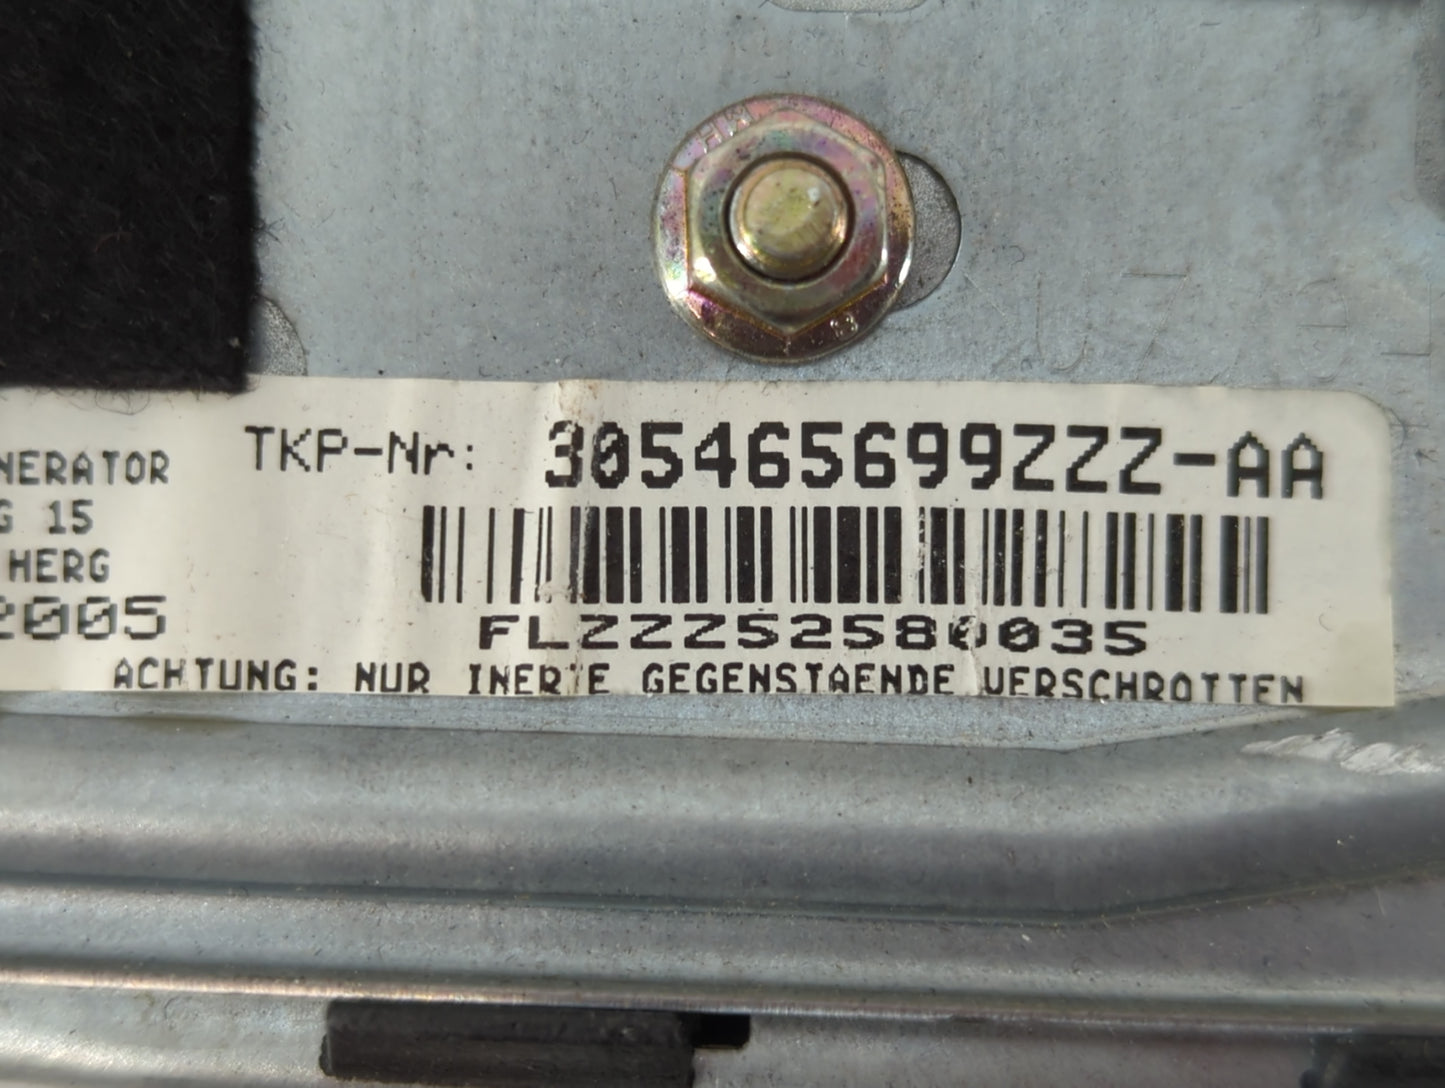 TKP-Nr: 305465699ZZZ-AA
NERATOR
G 15
HERG
2005
FLZZZ52580035
ACHTUNG: NUR INERTE GEGENSTAENDE VERSCHROTTEN